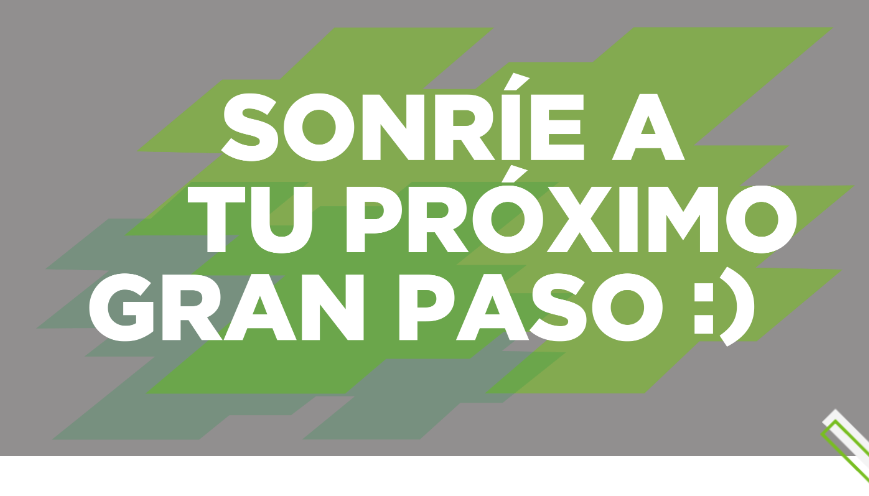 SONRÍE A
TU PRÓXIMO
GRAN PASO :)